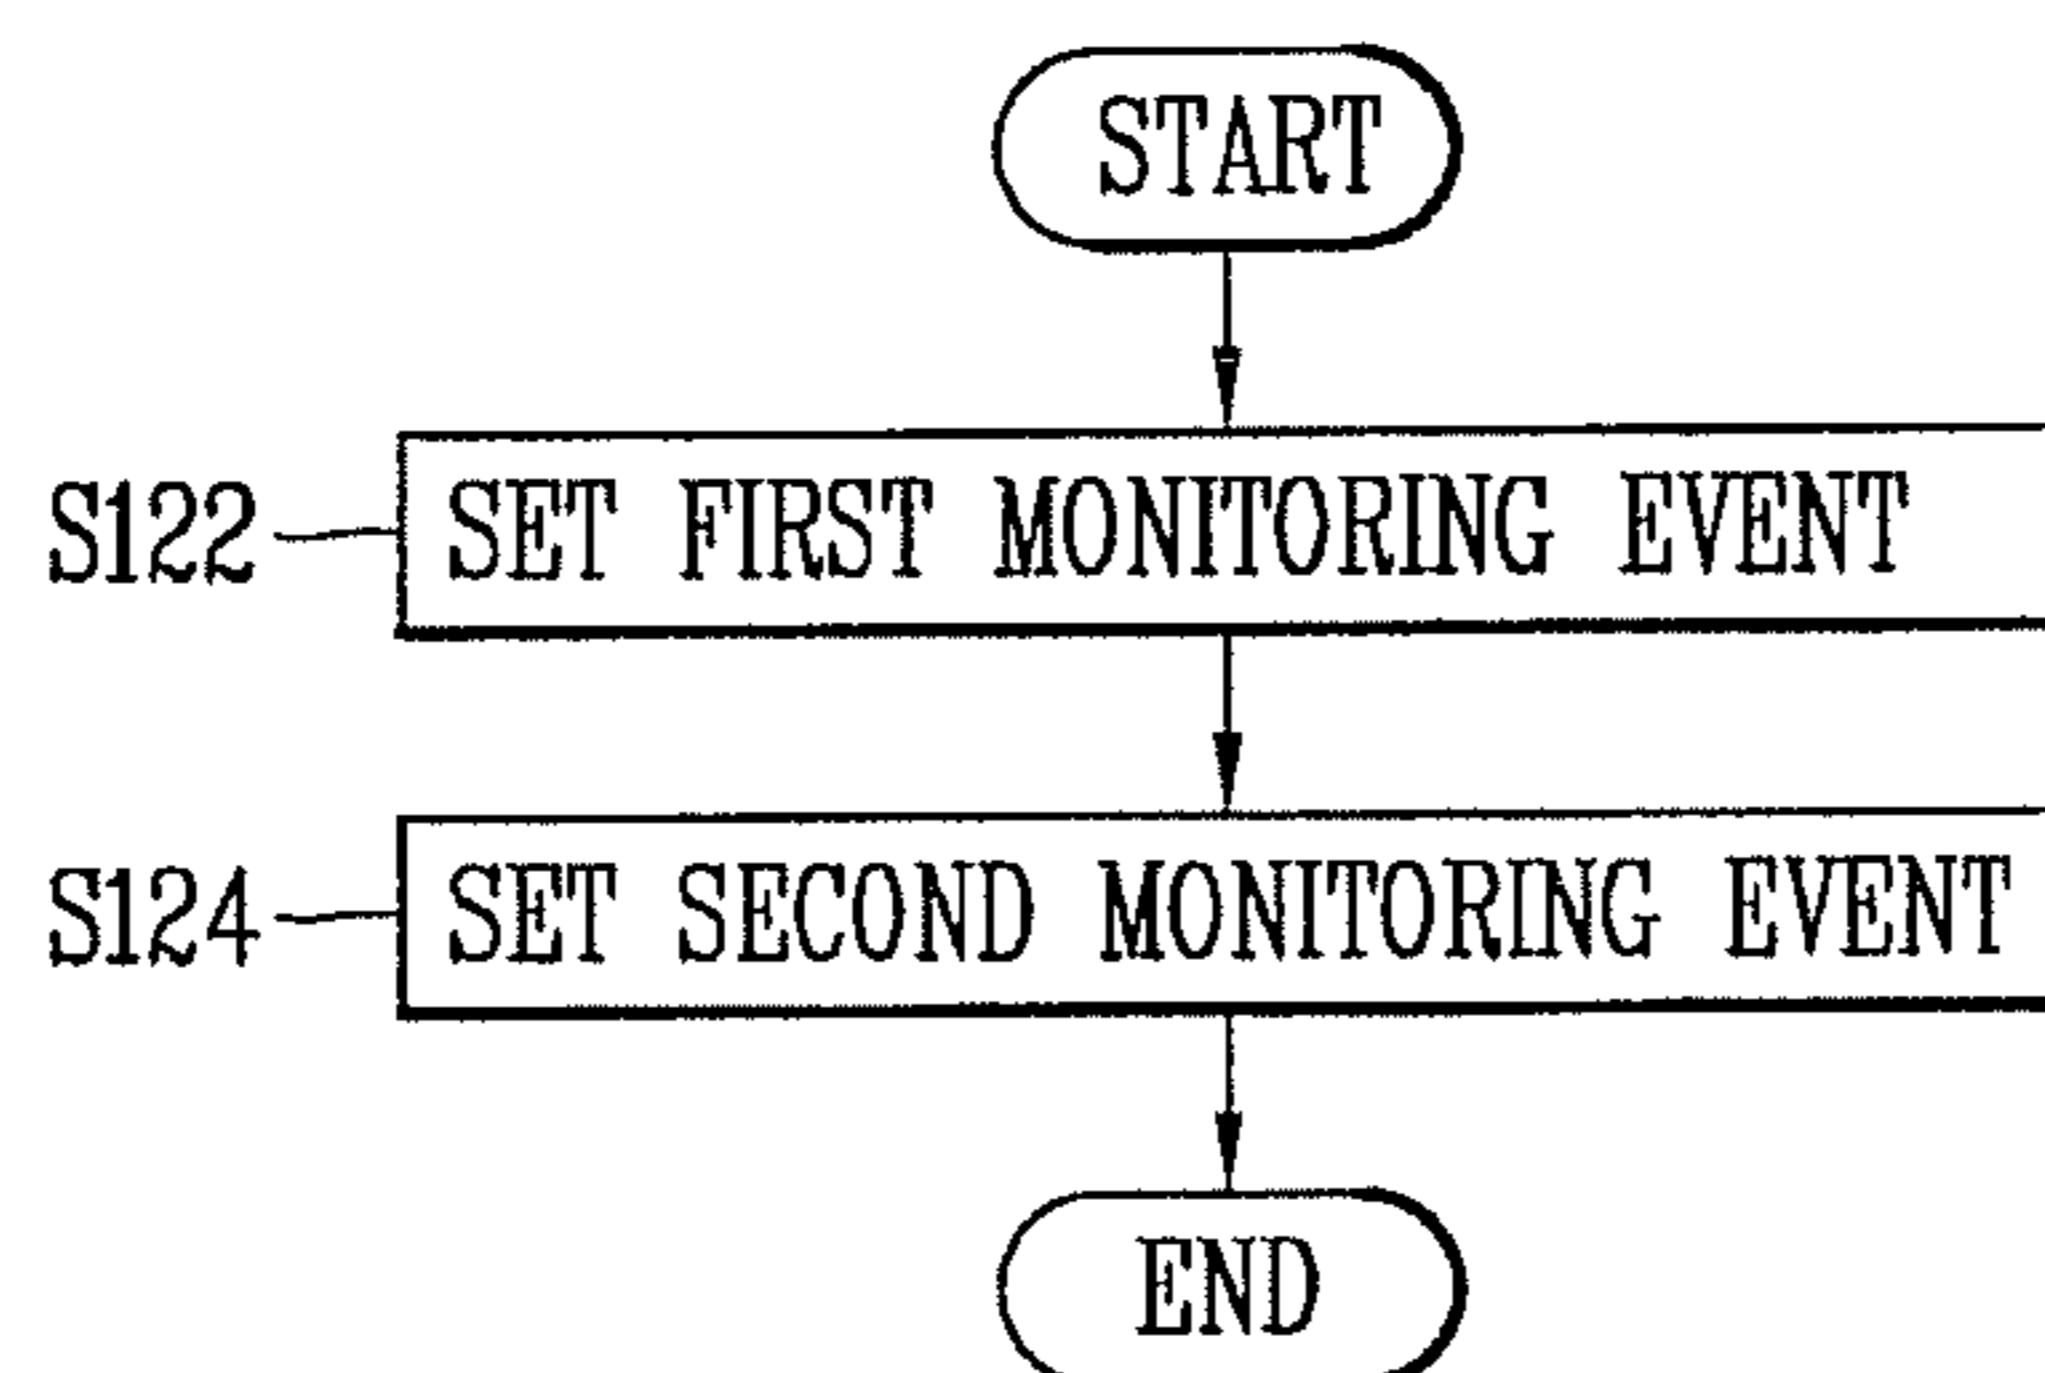 START
S122 SET FIRST MONITORING EVENT
S124 SET SECOND MONITORING EVENT
END